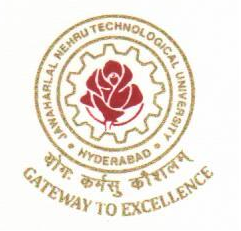 JAWAHARLAL NEHRU TECHNOLOGICAL UNIVERSITY
HYDERABAD
योगः कर्मसु कौशलम्
GATEWAY TO EXCELLENCE